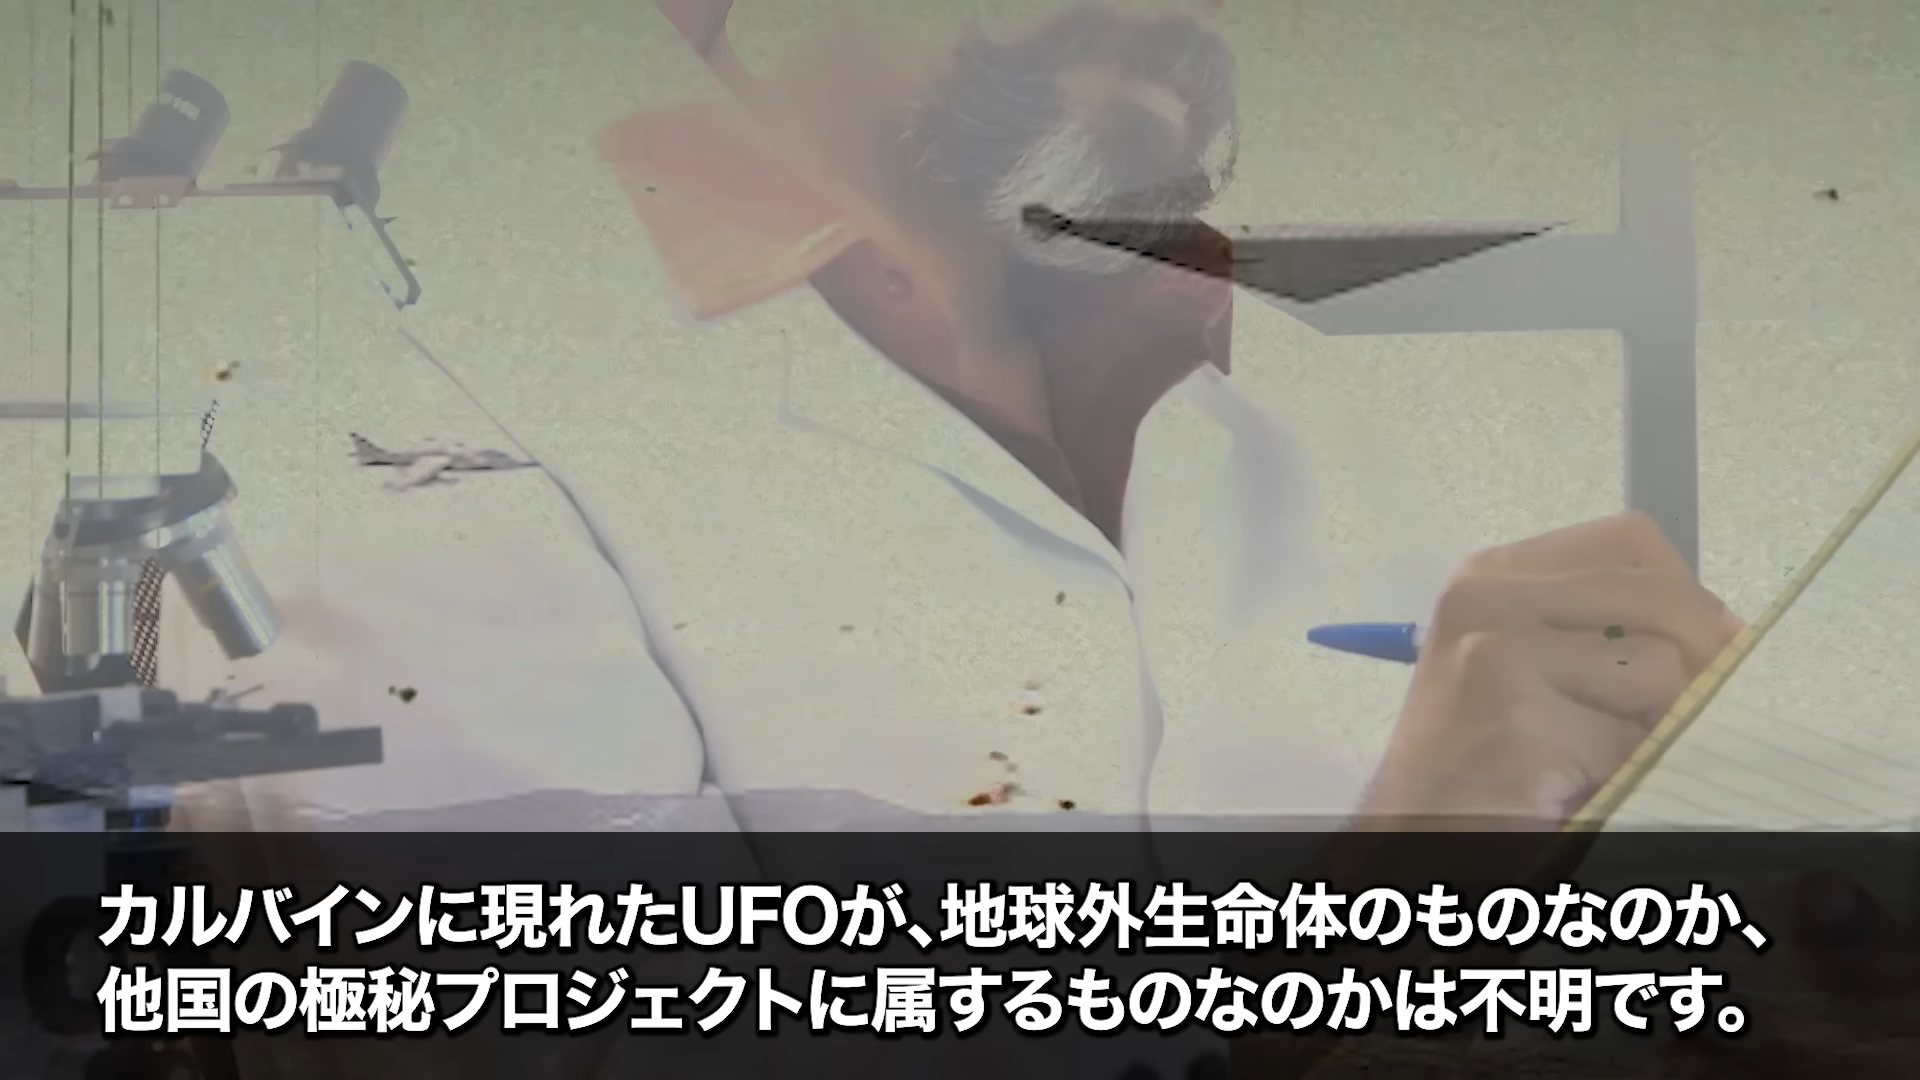 カルバインに現れたUFOが、地球外生命体のものなのか、
他国の極秘プロジェクトに属するものなのかは不明です。